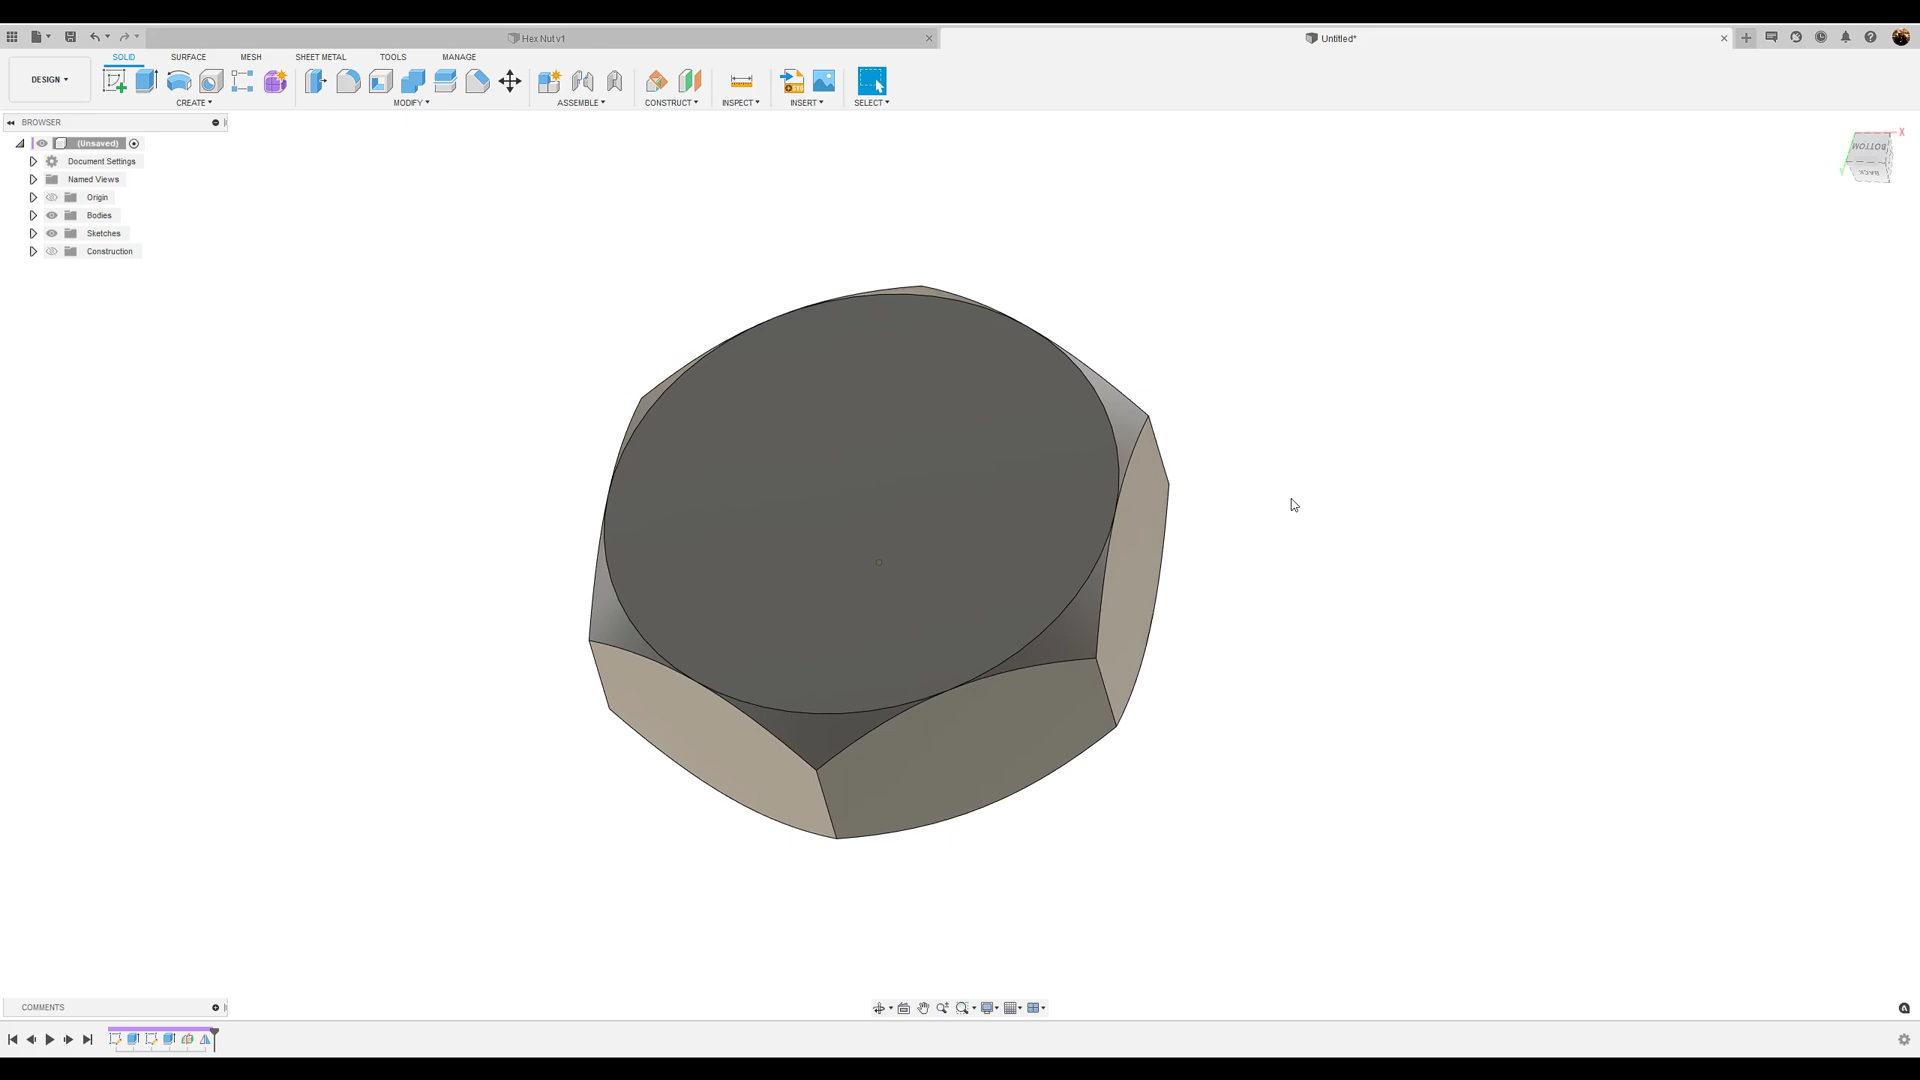 Hex Nut v1
Untitled*
SOLID SURFACE MESH SHEET METAL TOOLS MANAGE
DESIGN
CREATE MODIFY ASSEMBLE CONSTRUCT INSPECT INSERT SELECT
BROWSER
(Unsaved)
Document Settings
Named Views
Origin
Bodies
Sketches
Construction
X
BOTTOM
BACK
Y
COMMENTS